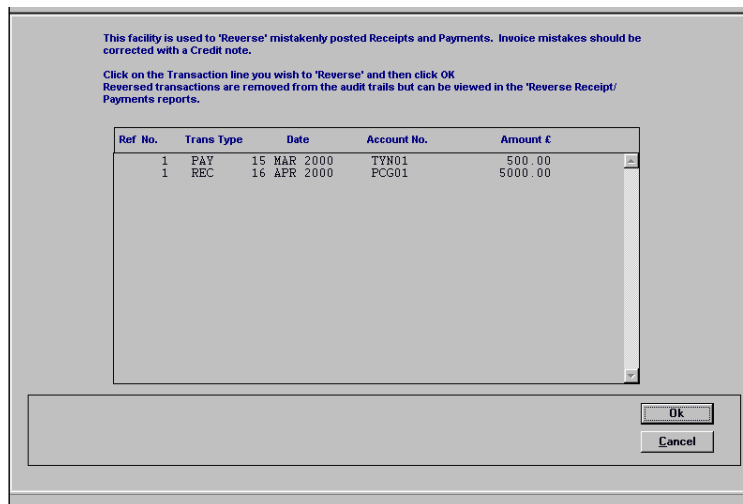 This facility is used to 'Reverse' mistakenly posted Receipts and Payments. Invoice mistakes should be
corrected with a Credit note.
Click on the Transaction line you wish to 'Reverse' and then click OK
Reversed transactions are removed from the audit trails but can be viewed in the 'Reverse Receipt/
Payments reports.
Ref No. Trans Type Date Account No. Amount £
1 PAY 15 MAR 2000 TYN01 500.00
1 REC 16 APR 2000 PCG01 5000.00
Ok
Cancel